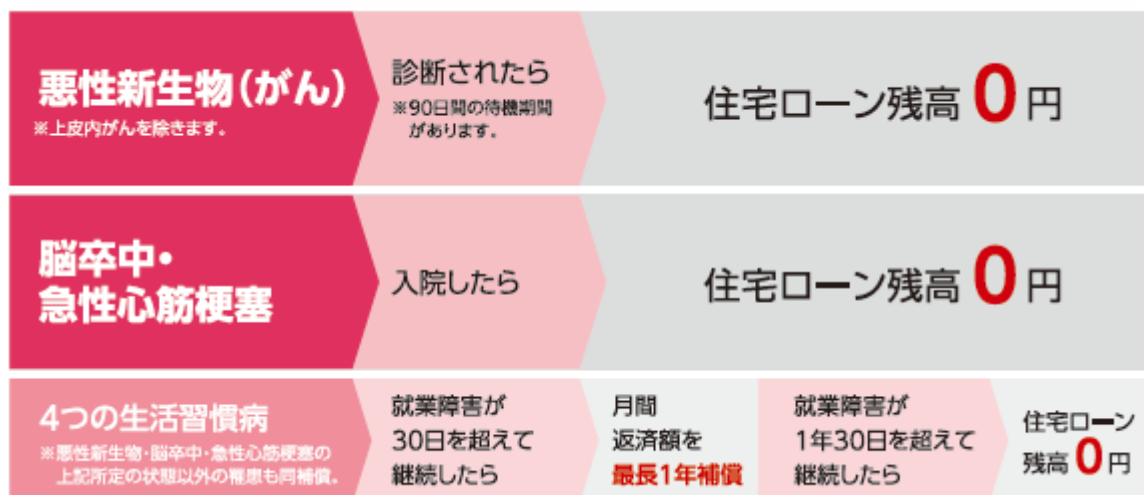 悪性新生物(がん)
※上皮内がんを除きます。
診断されたら
※90日間の待機期間
があります。
住宅ローン残高 0 円
脳卒中・
急性心筋梗塞
入院したら
住宅ローン残高 0 円
4つの生活習慣病
※悪性新生物・脳卒中・急性心筋梗塞の
上記所定の状態以外の罹患も同補償。
就業障害が
30日を超えて
継続したら
月間
返済額を
最長1年補償
就業障害が
1年30日を超えて
継続したら
住宅ローン
残高 0 円